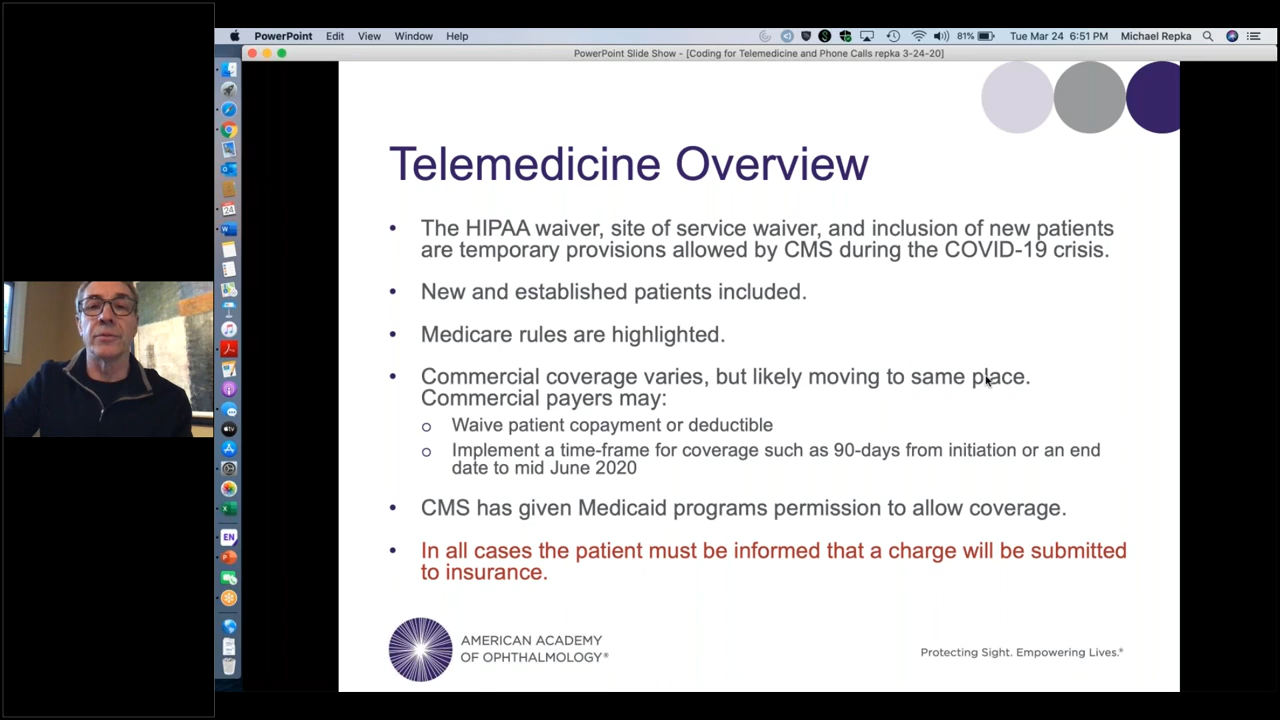 PowerPoint Edit View Window Help 81% Tue Mar 24 6:51 PM Michael Repka
PowerPoint Slide Show - [Coding for Telemedicine and Phone Calls repka 3-24-20]
Telemedicine Overview
• The HIPAA waiver, site of service waiver, and inclusion of new patients
are temporary provisions allowed by CMS during the COVID-19 crisis.
• New and established patients included.
• Medicare rules are highlighted.
• Commercial coverage varies, but likely moving to same place.
Commercial payers may:
o Waive patient copayment or deductible
o Implement a time-frame for coverage such as 90-days from initiation or an end
date to mid June 2020
• CMS has given Medicaid programs permission to allow coverage.
• In all cases the patient must be informed that a charge will be submitted
to insurance.
AMERICAN ACADEMY
OF OPHTHALMOLOGY®
Protecting Sight. Empowering Lives.®
24
EN